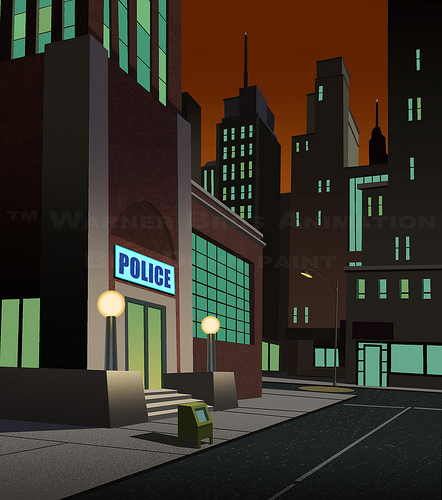 ™ WARNER BROS ANIMATION
PAINT
POLICE